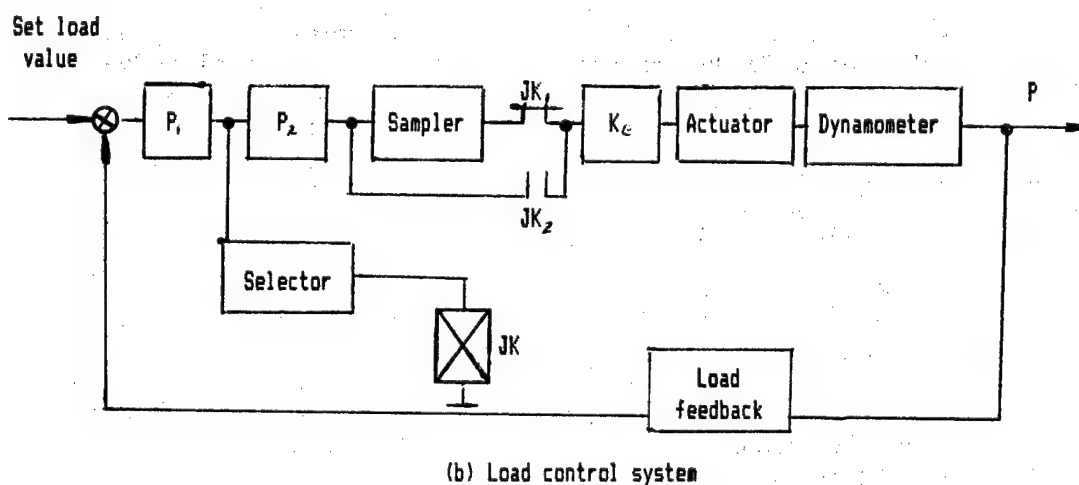 Set load
value
P₁
P₂
Sampler
JK₁
JK₂
Actuator
Dynamometer
P
Selector
JK
Load
feedback
(b) Load control system